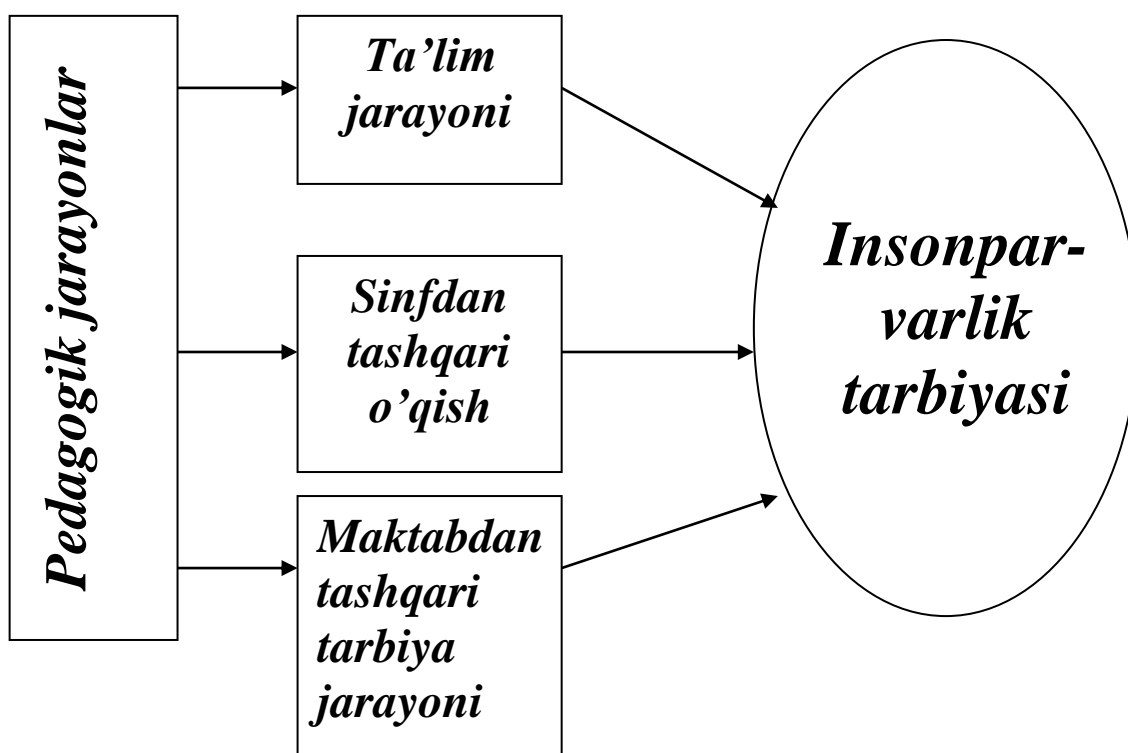 Pedagogik jarayonlar
Ta’lim
jarayoni
Sinfdan
tashqari
o’qish
Maktabdan
tashqari
tarbiya
jarayoni
Insonpar-
varlik
tarbiyasi